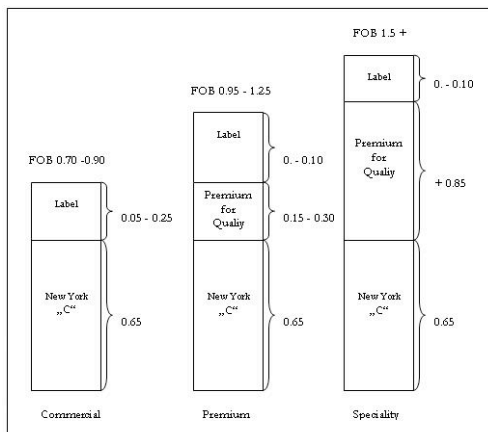 FOB 1.5 +
Label
0. - 0.10
FOB 0.95 - 1.25
Label
0. - 0.10
Premium
for
Qualiy
+ 0.85
FOB 0.70 -0.90
Label
0.05 - 0.25
Premium
for
Qualiy
0.15 - 0.30
New York
„C“
0.65
New York
„C“
0.65
New York
„C“
0.65
Commercial
Premium
Speciality